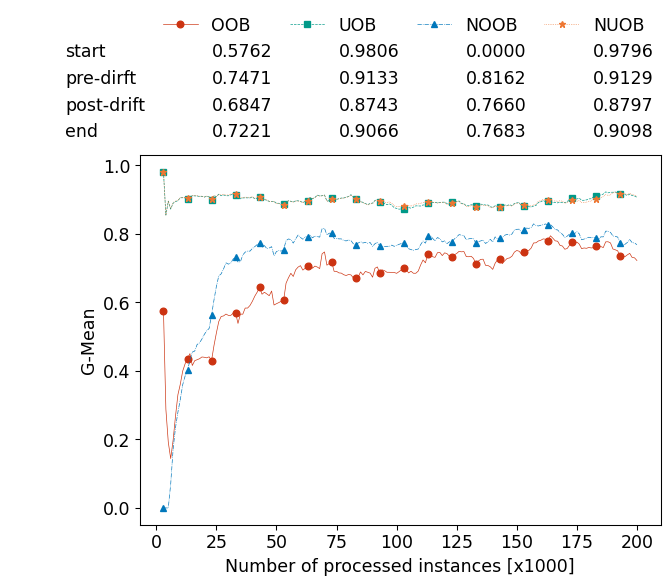 OOB UOB NOOB NUOB
start 0.5762 0.9806 0.0000 0.9796
pre-dirft 0.7471 0.9133 0.8162 0.9129
post-drift 0.6847 0.8743 0.7660 0.8797
end 0.7221 0.9066 0.7683 0.9098
1.0
0.8
0.6
0.4
0.2
0.0
G-Mean
0 25 50 75 100 125 150 175 200
Number of processed instances [x1000]